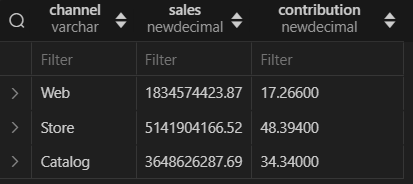 channel sales contribution
varchar newdecimal newdecimal
Filter Filter Filter
Web 1834574423.87 17.26600
Store 5141904166.52 48.39400
Catalog 3648626287.69 34.34000